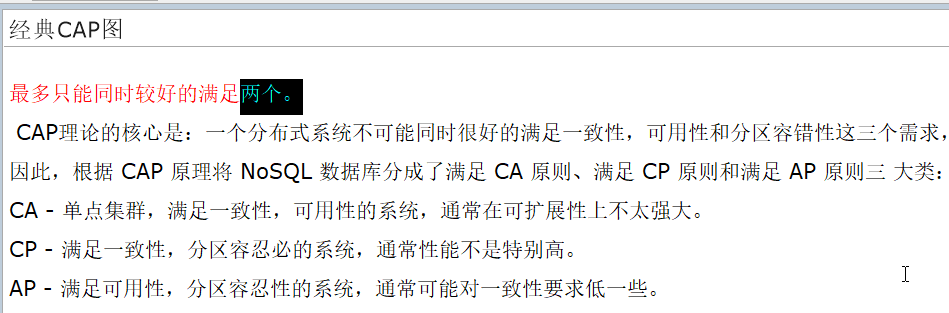 经典CAP图
最多只能同时较好的满足两个。
CAP理论的核心是：一个分布式系统不可能同时很好的满足一致性，可用性和分区容错性这三个需求，
因此，根据 CAP 原理将 NoSQL 数据库分成了满足 CA 原则、满足 CP 原则和满足 AP 原则三 大类：
CA - 单点集群，满足一致性，可用性的系统，通常在可扩展性上不太强大。
CP - 满足一致性，分区容忍必的系统，通常性能不是特别高。
AP - 满足可用性，分区容忍性的系统，通常可能对一致性要求低一些。